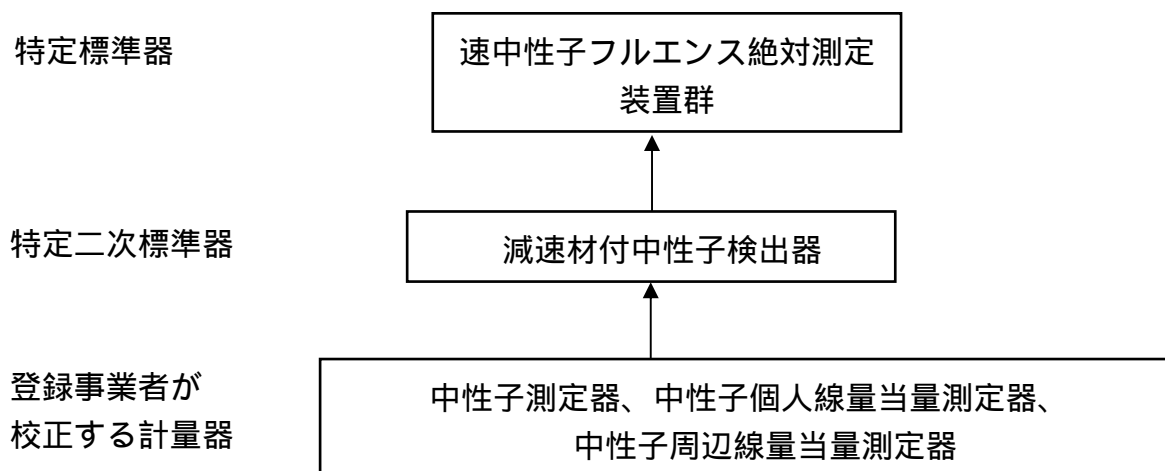 特定標準器
速中性子フルエンス絶対測定
装置群
特定二次標準器
減速材付中性子検出器
登録事業者が
校正する計量器
中性子測定器、中性子個人線量当量測定器、
中性子周辺線量当量測定器